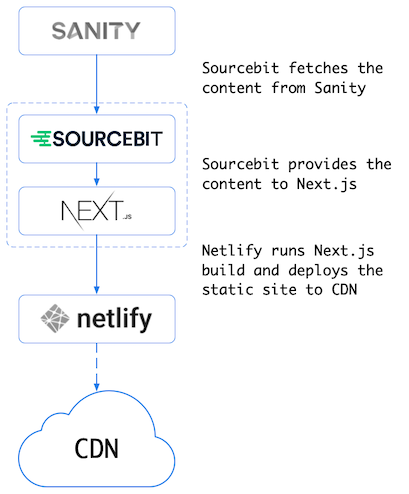 SANITY
Sourcebit fetches the
content from Sanity
SOURCEBIT
Sourcebit provides the
content to Next.js
NEXT.JS
Netlify runs Next.js
build and deploys the
static site to CDN
netlify
CDN